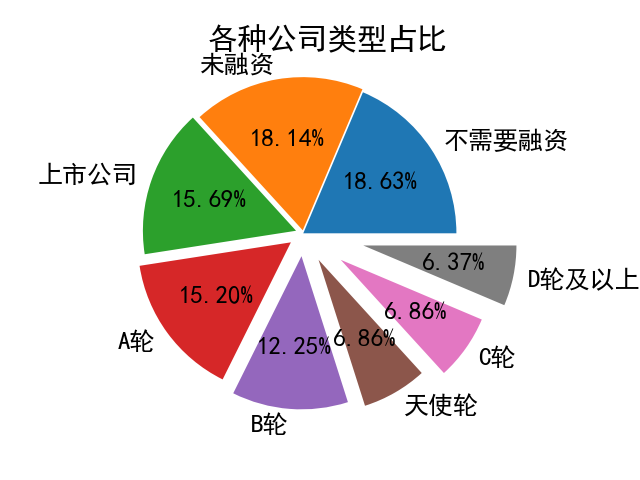 各种公司类型占比
未融资
18.14%
不需要融资
18.63%
上市公司
15.69%
A轮
15.20%
B轮
12.25%
天使轮
6.86%
C轮
6.86%
D轮及以上
6.37%